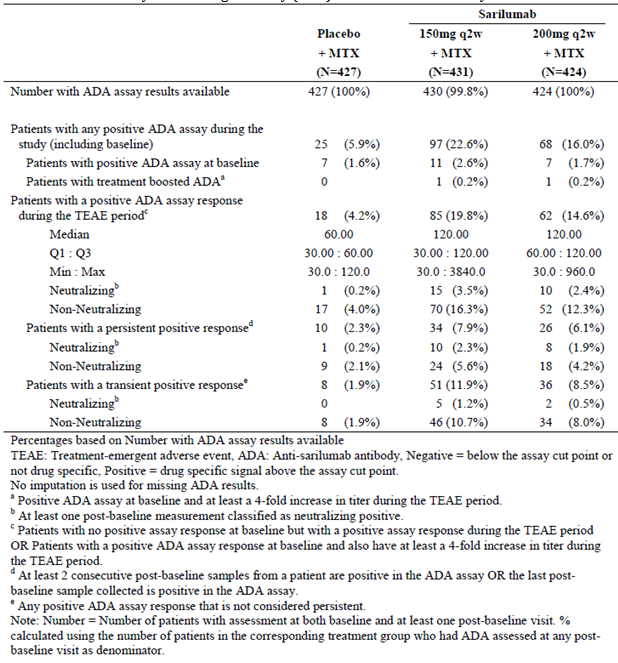 Sarilumab
Placebo 150mg q2w 200mg q2w
+ MTX + MTX + MTX
(N=427) (N=431) (N=424)
Number with ADA assay results available 427 (100%) 430 (99.8%) 424 (100%)
Patients with any positive ADA assay during the
study (including baseline) 25 (5.9%) 97 (22.6%) 68 (16.0%)
Patients with positive ADA assay at baseline 7 (1.6%) 11 (2.6%) 7 (1.7%)
Patients with treatment boosted ADAa 0 1 (0.2%) 1 (0.2%)
Patients with a positive ADA assay response
during the TEAE periodc 18 (4.2%) 85 (19.8%) 62 (14.6%)
Median 60.00 120.00 120.00
Q1 : Q3 30.00 : 60.00 30.00 : 120.00 60.00 : 120.00
Min : Max 30.0 : 120.0 30.0 : 3840.0 30.0 : 960.0
Neutralizingb 1 (0.2%) 15 (3.5%) 10 (2.4%)
Non-Neutralizing 17 (4.0%) 70 (16.3%) 52 (12.3%)
Patients with a persistent positive responsed 10 (2.3%) 34 (7.9%) 26 (6.1%)
Neutralizingb 1 (0.2%) 10 (2.3%) 8 (1.9%)
Non-Neutralizing 9 (2.1%) 24 (5.6%) 18 (4.2%)
Patients with a transient positive responsee 8 (1.9%) 51 (11.9%) 36 (8.5%)
Neutralizingb 0 5 (1.2%) 2 (0.5%)
Non-Neutralizing 8 (1.9%) 46 (10.7%) 34 (8.0%)
Percentages based on Number with ADA assay results available
TEAE: Treatment-emergent adverse event, ADA: Anti-sarilumab antibody, Negative = below the assay cut point or
not drug specific, Positive = drug specific signal above the assay cut point.
No imputation is used for missing ADA results.
a Positive ADA assay at baseline and at least a 4-fold increase in titer during the TEAE period.
b At least one post-baseline measurement classified as neutralizing positive.
c Patients with no positive assay response at baseline but with a positive assay response during the TEAE period
OR Patients with a positive ADA assay response at baseline and also have at least a 4-fold increase in titer during
the TEAE period.
d At least 2 consecutive post-baseline samples from a patient are positive in the ADA assay OR the last post-
baseline sample collected is positive in the ADA assay.
e Any positive ADA assay response that is not considered persistent.
Note: Number = Number of patients with assessment at both baseline and at least one post-baseline visit. %
calculated using the number of patients in the corresponding treatment group who had ADA assessed at any post-
baseline visit as denominator.